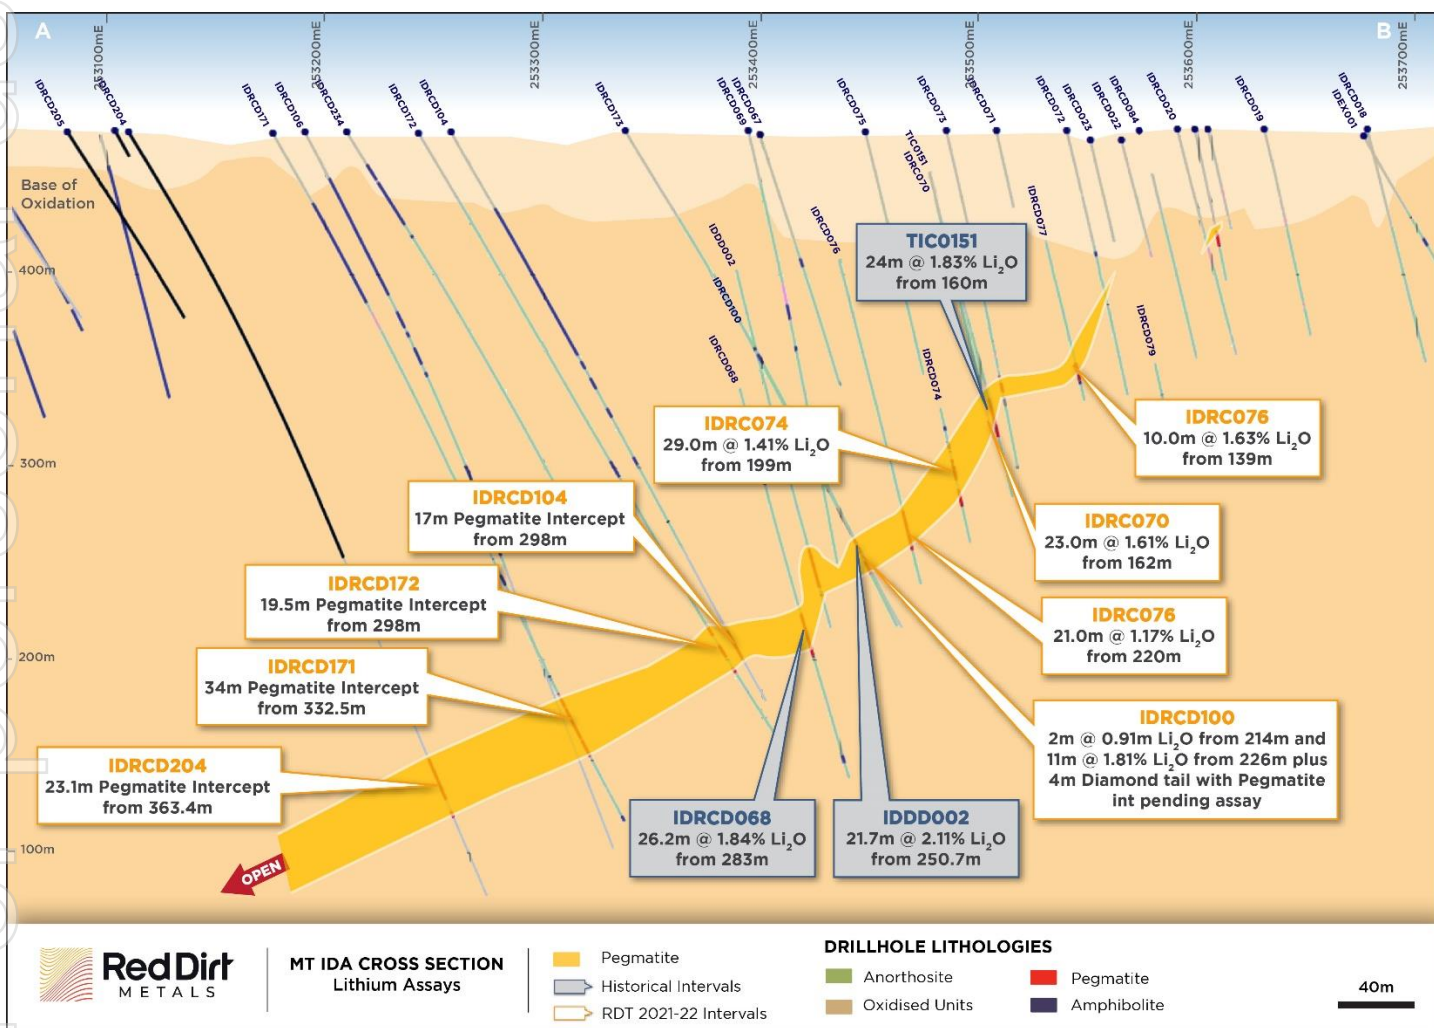 A
B
253100mE
253200mE
253300mE
253400mE
253500mE
253600mE
253700mE
IDRCD205
IDRCD204
IDRCD171
IDRCD106
IDRCD234
IDRCD172
IDRCD104
IDRCD173
IDRCD069
IDRCD067
IDRCD075
IDRCD073
IDRCD071
IDRCD072
IDRCD023
IDRCD022
IDRCD084
IDRCD020
IDRCD019
IDRCD018
IDEX001
TIC0151
IDRC070
Base of
Oxidation
IDRCD077
IDRCD076
IDDD002
IDRCD100
IDRCD068
IDRCD074
IDRCD079
400m
300m
200m
100m
TIC0151
24m @ 1.83% Li2O
from 160m
IDRC074
29.0m @ 1.41% Li2O
from 199m
IDRC076
10.0m @ 1.63% Li2O
from 139m
IDRCD104
17m Pegmatite Intercept
from 298m
IDRC070
23.0m @ 1.61% Li2O
from 162m
IDRCD172
19.5m Pegmatite Intercept
from 298m
IDRC076
21.0m @ 1.17% Li2O
from 220m
IDRCD171
34m Pegmatite Intercept
from 332.5m
IDRCD100
2m @ 0.91m Li2O from 214m and
11m @ 1.81% Li2O from 226m plus
4m Diamond tail with Pegmatite
int pending assay
IDRCD204
23.1m Pegmatite Intercept
from 363.4m
IDRCD068
26.2m @ 1.84% Li2O
from 283m
IDDD002
21.7m @ 2.11% Li2O
from 250.7m
OPEN
Red Dirt
METALS
MT IDA CROSS SECTION
Lithium Assays
Pegmatite
Historical Intervals
RDT 2021-22 Intervals
DRILLHOLE LITHOLOGIES
Anorthosite
Oxidised Units
Pegmatite
Amphibolite
40m